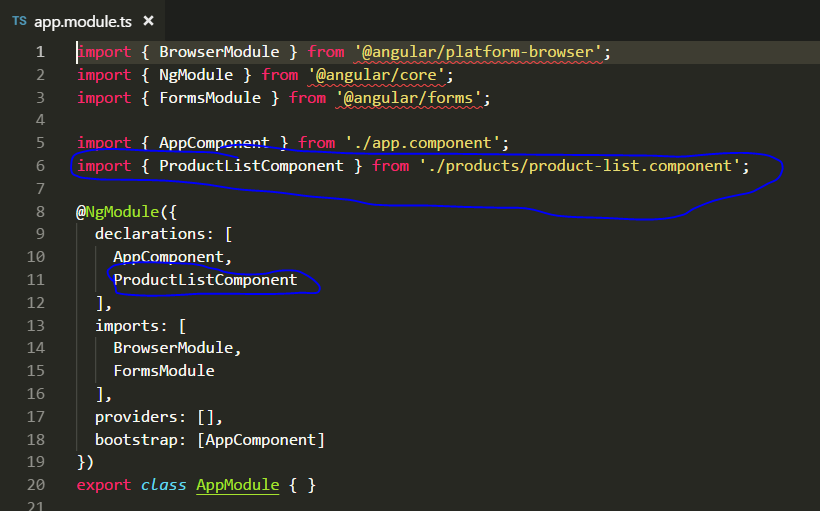 TS app.module.ts ×
1 import { BrowserModule } from '@angular/platform-browser';
2 import { NgModule } from '@angular/core';
3 import { FormsModule } from '@angular/forms';
4
5 import { AppComponent } from './app.component';
6 import { ProductListComponent } from './products/product-list.component';
7
8 @NgModule({
9 declarations: [
10 AppComponent,
11 ProductListComponent
12 ],
13 imports: [
14 BrowserModule,
15 FormsModule
16 ],
17 providers: [],
18 bootstrap: [AppComponent]
19 })
20 export class AppModule { }
21